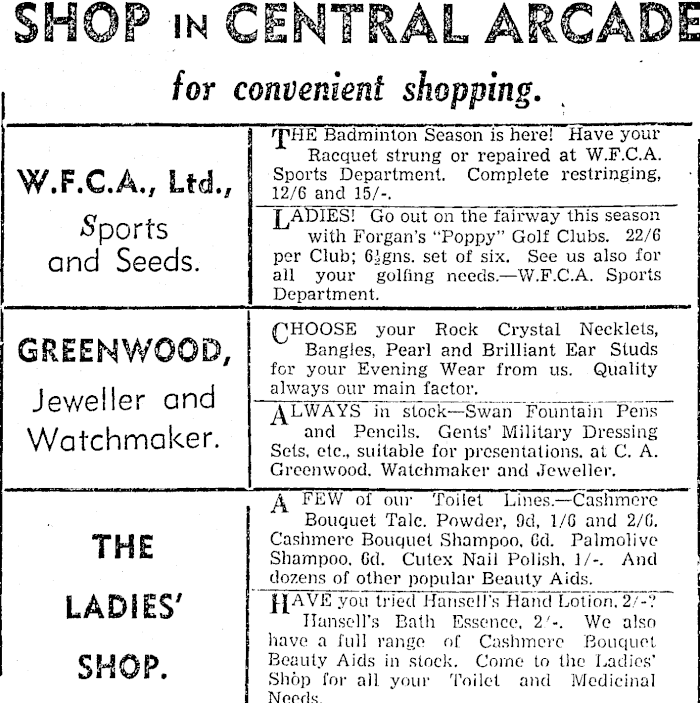 SHOP IN CENTRAL ARCADE
for convenient shopping.
W.F.C.A., Ltd.,
Sports
and Seeds.
THE Badminton Season is here! Have your
Racquet strung or repaired at W.F.C.A.
Sports Department. Complete restringing,
12/6 and 15/-.
LADIES! Go out on the fairway this season
with Forgan's "Poppy" Golf Clubs. 22/6
per Club; 6½gns. set of six. See us also for
all your golfing needs.—W.F.C.A. Sports
Department.
GREENWOOD,
Jeweller and
Watchmaker.
CHOOSE your Rock Crystal Necklets,
Bangles, Pearl and Brilliant Ear Studs
for your Evening Wear from us. Quality
always our main factor.
ALWAYS in stock—Swan Fountain Pens
and Pencils. Gents' Military Dressing
Sets, etc., suitable for presentations, at C. A.
Greenwood, Watchmaker and Jeweller.
THE
LADIES'
SHOP.
A FEW of our Toilet Lines.—Cashmere
Bouquet Talc. Powder, 9d, 1/6 and 2/6.
Cashmere Bouquet Shampoo, 6d. Palmolive
Shampoo, 6d. Cutex Nail Polish, 1/-. And
dozens of other popular Beauty Aids.
HAVE you tried Hansell's Hand Lotion, 2/-?
Hansell's Bath Essence, 2/-. We also
have a full range of Cashmere Bouquet
Beauty Aids in stock. Come to the Ladies'
Shop for all your Toilet and Medicinal
Needs.